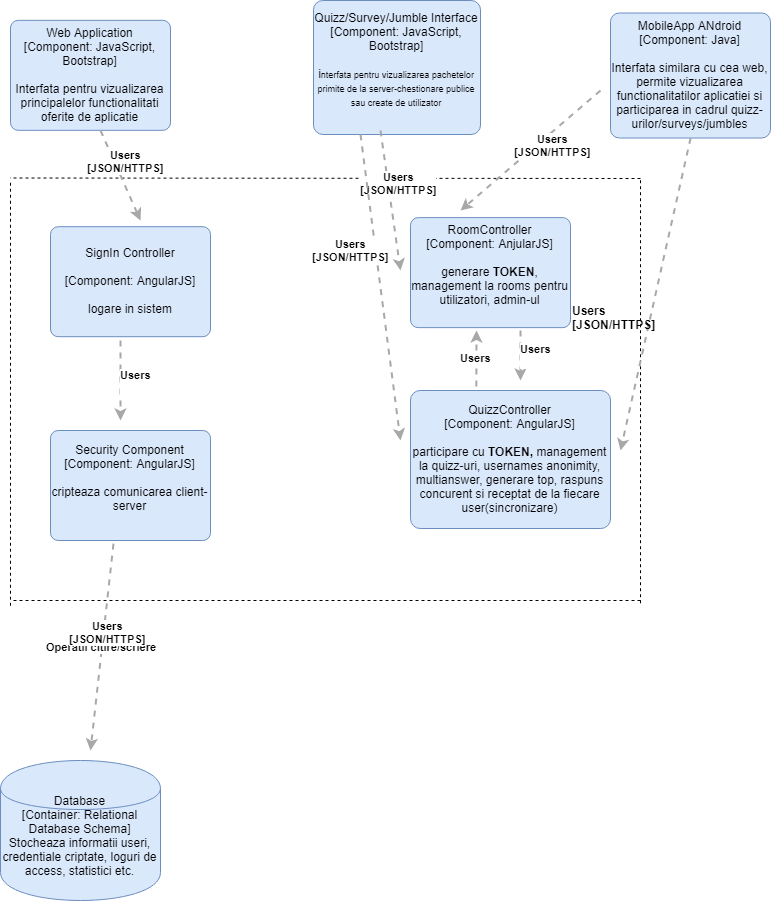 Web Application
[Component: JavaScript,
Bootstrap]
Interfata pentru vizualizarea
principalelor functionalitati
oferite de aplicatie
Quizz/Survey/Jumble Interface
[Component: JavaScript,
Bootstrap]
Interfata pentru vizualizarea pachetelor
primite de la server-chestionare publice
sau create de utilizator
MobileApp ANdroid
[Component: Java]
Interfata similara cu cea web,
permite vizualizarea
functionalitatilor aplicatiei si
participarea in cadrul quizz-
urilor/surveys/jumbles
Users
[JSON/HTTPS]
Users
[JSON/HTTPS]
Users
[JSON/HTTPS]
Users
[JSON/HTTPS]
Users
[JSON/HTTPS]
SignIn Controller
[Component: AngularJS]
logare in sistem
RoomController
[Component: AnjularJS]
generare TOKEN,
management la rooms pentru
utilizatori, admin-ul
Users
Users
Users
Security Component
[Component: AngularJS]
cripteaza comunicarea client-
server
QuizzController
[Component: AngularJS]
participare cu TOKEN, management
la quizz-uri, usernames anonimity,
multianswer, generare top, raspuns
concurent si receptat de la fiecare
user(sincronizare)
Users
[JSON/HTTPS]
Operatii citire/scriere
Database
[Container: Relational
Database Schema]
Stocheaza informatii useri,
credentiale criptate, loguri de
access, statistici etc.